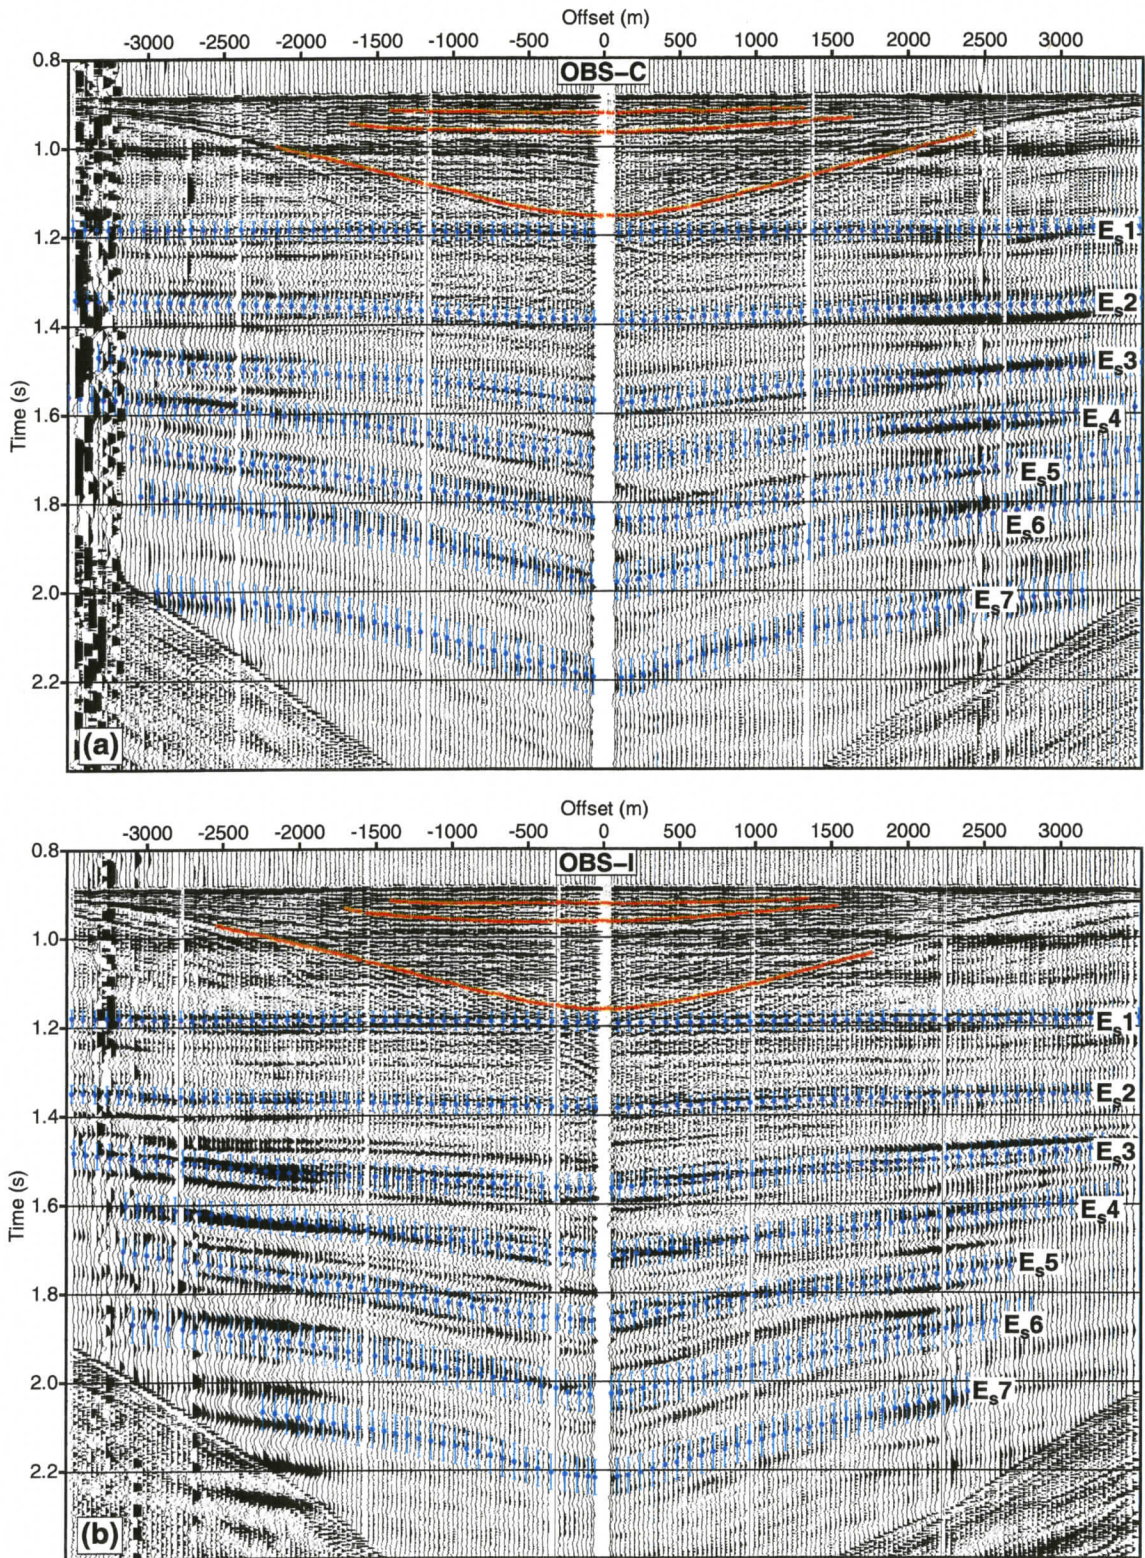 Offset (m)
-3000 -2500 -2000 -1500 -1000 -500 0 500 1000 1500 2000 2500 3000
0.8
OBS–C
1.0
1.2
Es1
Es2
1.4
Es3
Time (s)
1.6
Es4
Es5
1.8
Es6
2.0
Es7
2.2
(a)
Offset (m)
-3000 -2500 -2000 -1500 -1000 -500 0 500 1000 1500 2000 2500 3000
0.8
OBS–I
1.0
1.2
Es1
Es2
1.4
Es3
Time (s)
1.6
Es4
Es5
1.8
Es6
2.0
Es7
2.2
(b)